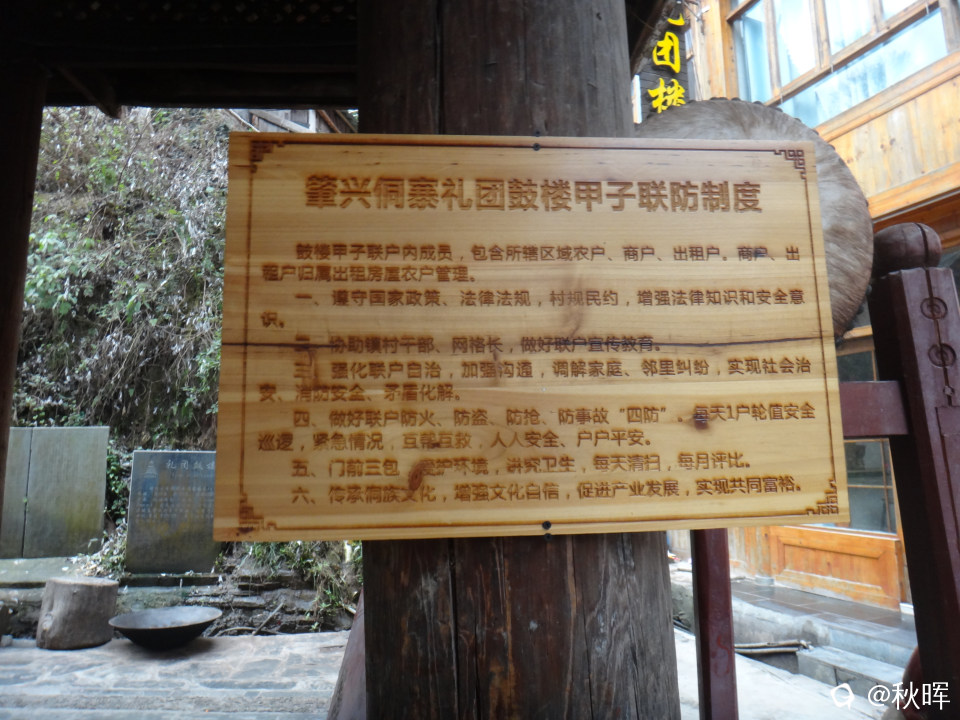 团楼
肇兴侗寨礼团鼓楼甲子联防制度
鼓楼甲子联户内成员，包含所辖区域农户、商户、出租户。商户、出
租户归属出租房屋农户管理。
一、遵守国家政策、法律法规，村规民约，增强法律知识和安全意
识。
二、协助镇村干部、网格长，做好联户宣传教育。
三、强化联户自治，加强沟通，调解家庭、邻里纠纷，实现社会治
安、消防安全、矛盾化解。
四、做好联户防火、防盗、防抢、防事故“四防”。每天1户轮值安全
巡逻，紧急情况，互帮互救，人人安全、户户平安。
五、门前三包，爱护环境，讲究卫生，每天清扫，每月评比。
六、传承侗族文化，增强文化自信，促进产业发展，实现共同富裕。
@秋晖